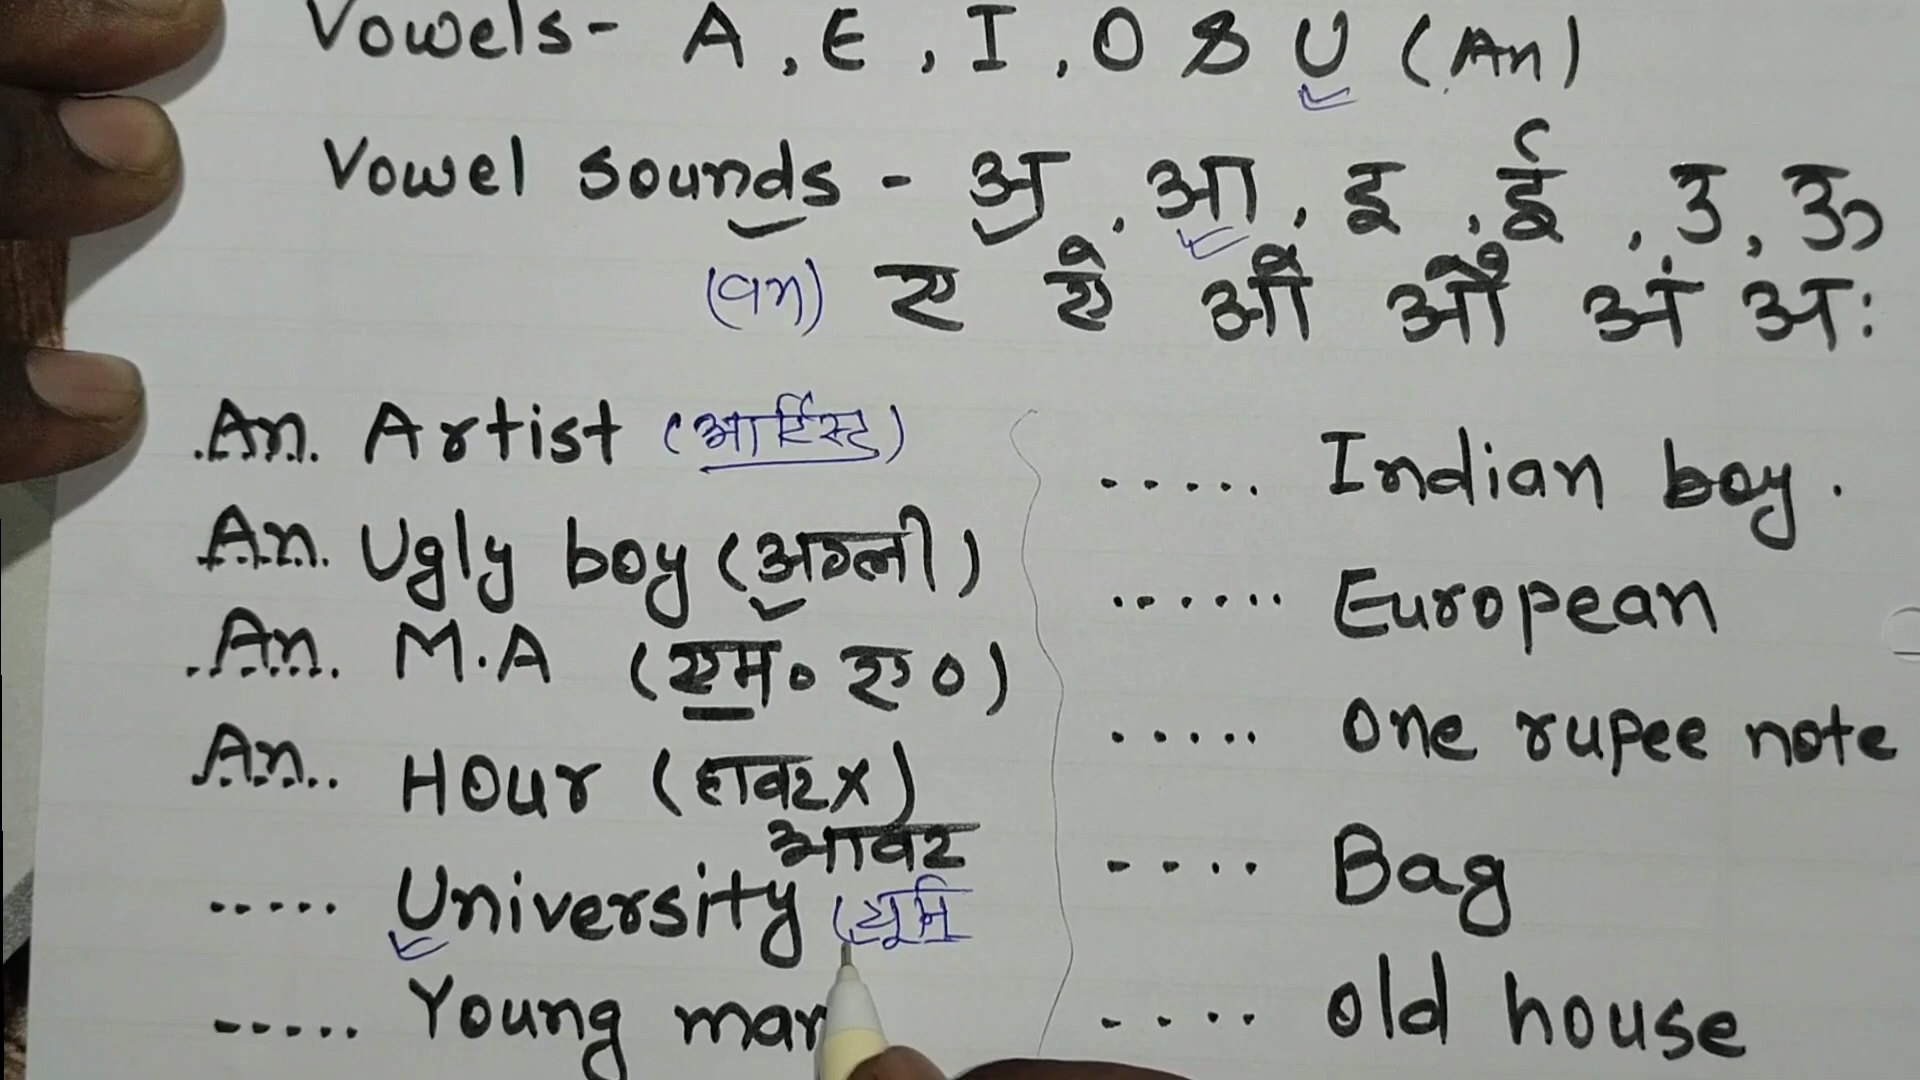 Vowels- A, E, I, O & U (An)
Vowel sounds - अ, आ, इ, ई, उ, ऊ
ए ऐ ओ औ अं अः
.An. Artist (आर्टिस्ट)
An. Ugly boy (अग्ली)
.An. M.A (एम० ए०)
An.. Hour (हावर x)
आवर
..... University (यूनि
..... Young man
..... Indian boy.
...... European
..... One rupee note
.... Bag
.... old house